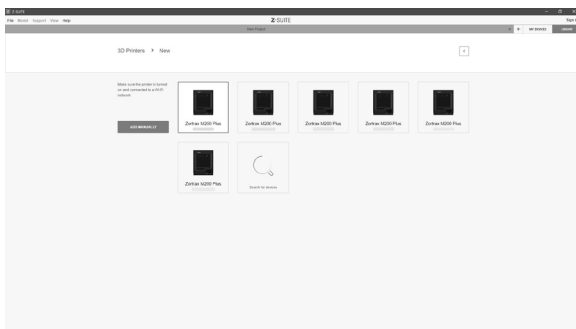 Z-SUITE
File Model Support View Help
Z-SUITE
Sign
New Project
+
MY DEVICES
3D Printers > New
Make sure the printer is turned
on and connected to a Wi-Fi
network
ADD MANUALLY
Zortrax M200 Plus
Zortrax M200 Plus
Zortrax M200 Plus
Zortrax M200 Plus
Zortrax M200 Plus
Zortrax M200 Plus
Search for devices